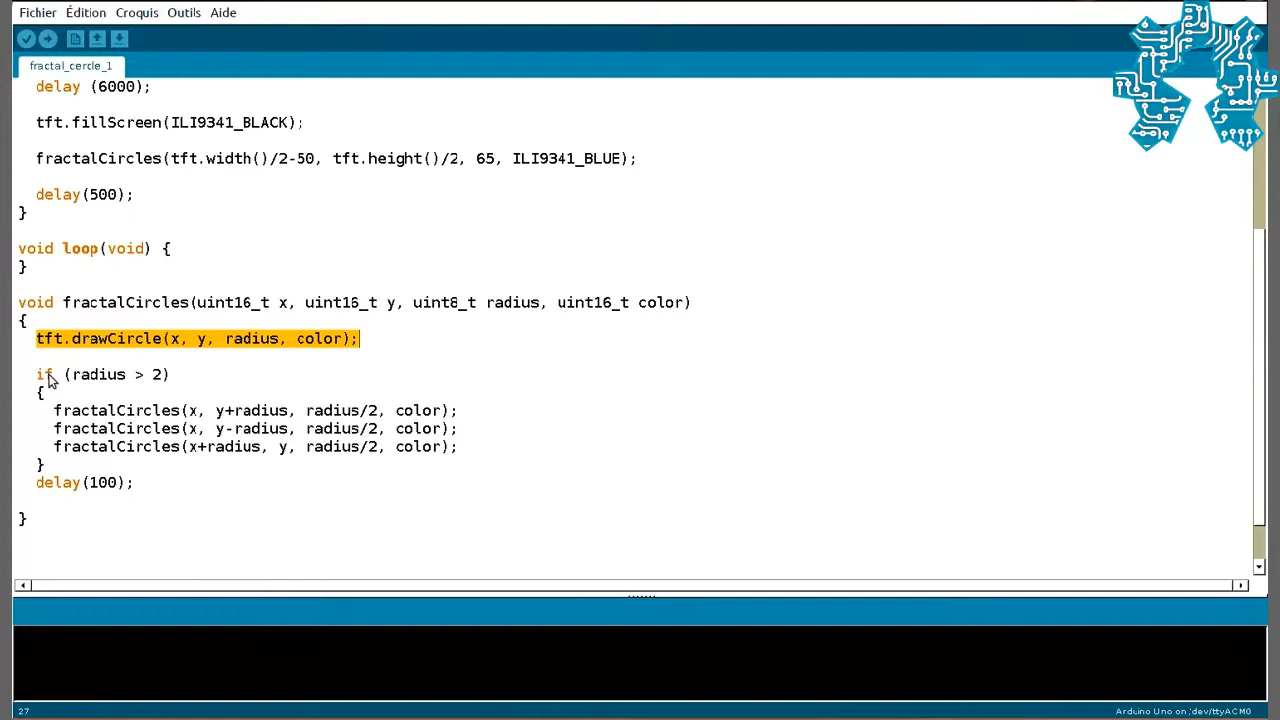 Fichier Édition Croquis Outils Aide
fractal_cercle_1
delay (6000);
tft.fillScreen(ILI9341_BLACK);
fractalCircles(tft.width()/2-50, tft.height()/2, 65, ILI9341_BLUE);
delay(500);
}
void loop(void) {
}
void fractalCircles(uint16_t x, uint16_t y, uint8_t radius, uint16_t color)
{
tft.drawCircle(x, y, radius, color);
if (radius > 2)
{
fractalCircles(x, y+radius, radius/2, color);
fractalCircles(x, y-radius, radius/2, color);
fractalCircles(x+radius, y, radius/2, color);
}
delay(100);
}
27
Arduino Uno on /dev/ttyACM0